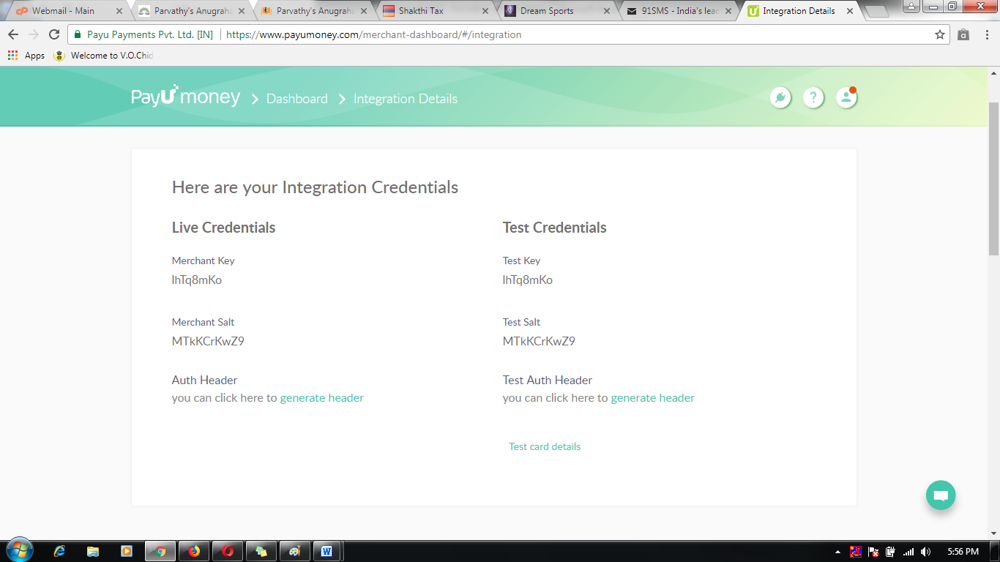 Webmail - Main
Parvathy's Anugraha
Parvathy's Anugraha
Shakthi Tax
Dream Sports
91SMS - India's lea
Integration Details
Payu Payments Pvt. Ltd. [IN]
https://www.payumoney.com/merchant-dashboard/#/integration
Apps
Welcome to V.O.Chid
PayUmoney
Dashboard
Integration Details
Here are your Integration Credentials
Live Credentials
Test Credentials
Merchant Key
Test Key
lhTq8mKo
lhTq8mKo
Merchant Salt
Test Salt
MTkKCrKwZ9
MTkKCrKwZ9
Auth Header
Test Auth Header
you can click here to generate header
you can click here to generate header
Test card details
5:56 PM